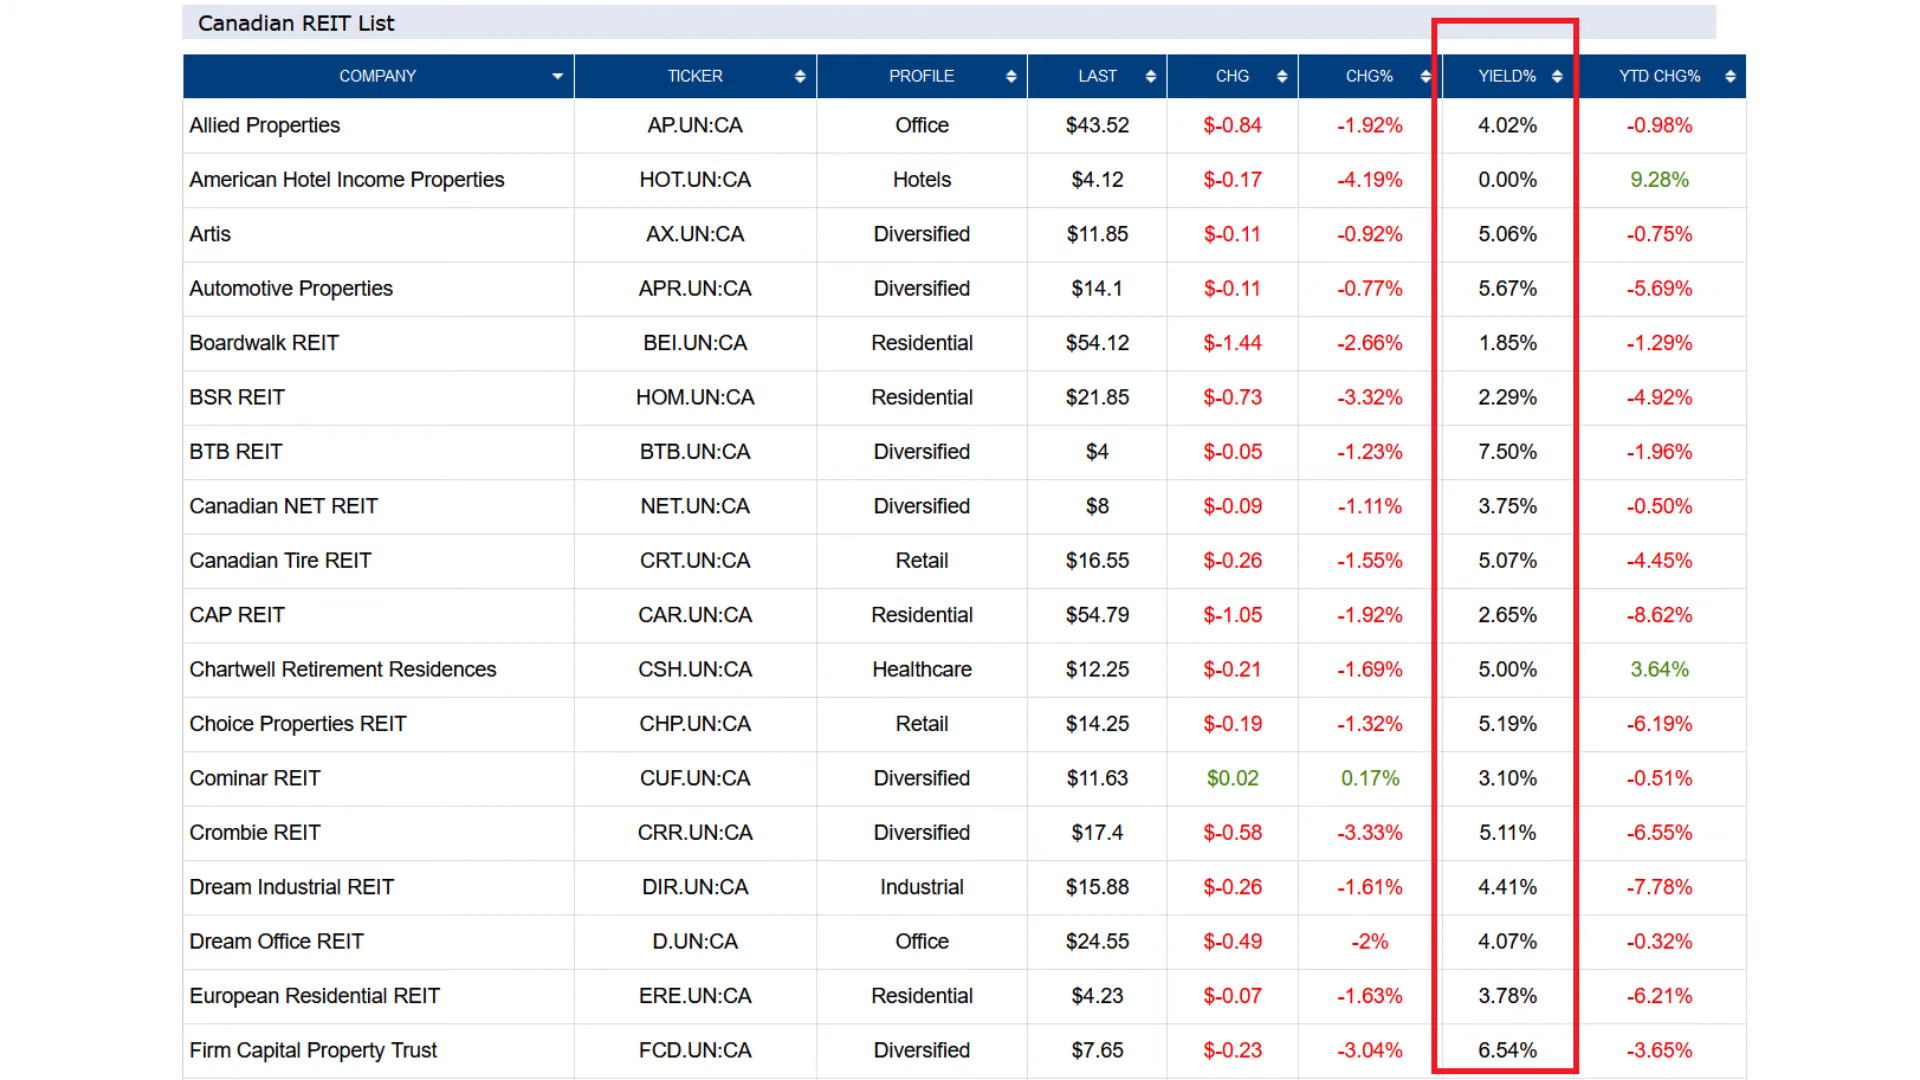 Canadian REIT List
COMPANY TICKER PROFILE LAST CHG CHG% YIELD% YTD CHG%
Allied Properties AP.UN:CA Office $43.52 $-0.84 -1.92% 4.02% -0.98%
American Hotel Income Properties HOT.UN:CA Hotels $4.12 $-0.17 -4.19% 0.00% 9.28%
Artis AX.UN:CA Diversified $11.85 $-0.11 -0.92% 5.06% -0.75%
Automotive Properties APR.UN:CA Diversified $14.1 $-0.11 -0.77% 5.67% -5.69%
Boardwalk REIT BEI.UN:CA Residential $54.12 $-1.44 -2.66% 1.85% -1.29%
BSR REIT HOM.UN:CA Residential $21.85 $-0.73 -3.32% 2.29% -4.92%
BTB REIT BTB.UN:CA Diversified $4 $-0.05 -1.23% 7.50% -1.96%
Canadian NET REIT NET.UN:CA Diversified $8 $-0.09 -1.11% 3.75% -0.50%
Canadian Tire REIT CRT.UN:CA Retail $16.55 $-0.26 -1.55% 5.07% -4.45%
CAP REIT CAR.UN:CA Residential $54.79 $-1.05 -1.92% 2.65% -8.62%
Chartwell Retirement Residences CSH.UN:CA Healthcare $12.25 $-0.21 -1.69% 5.00% 3.64%
Choice Properties REIT CHP.UN:CA Retail $14.25 $-0.19 -1.32% 5.19% -6.19%
Cominar REIT CUF.UN:CA Diversified $11.63 $0.02 0.17% 3.10% -0.51%
Crombie REIT CRR.UN:CA Diversified $17.4 $-0.58 -3.33% 5.11% -6.55%
Dream Industrial REIT DIR.UN:CA Industrial $15.88 $-0.26 -1.61% 4.41% -7.78%
Dream Office REIT D.UN:CA Office $24.55 $-0.49 -2% 4.07% -0.32%
European Residential REIT ERE.UN:CA Residential $4.23 $-0.07 -1.63% 3.78% -6.21%
Firm Capital Property Trust FCD.UN:CA Diversified $7.65 $-0.23 -3.04% 6.54% -3.65%